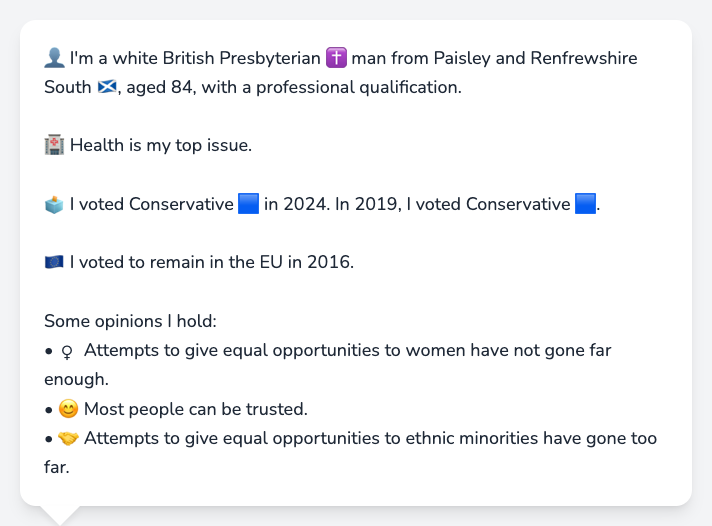 👤 I'm a white British Presbyterian ✝️ man from Paisley and Renfrewshire
South 🏴󠁧󠁢󠁳󠁣󠁴󠁿, aged 84, with a professional qualification.
🏥 Health is my top issue.
🗳️ I voted Conservative 🟦 in 2024. In 2019, I voted Conservative 🟦.
🇪🇺 I voted to remain in the EU in 2016.
Some opinions I hold:
• ♀ Attempts to give equal opportunities to women have not gone far
enough.
• 😊 Most people can be trusted.
• 🤝 Attempts to give equal opportunities to ethnic minorities have gone too
far.